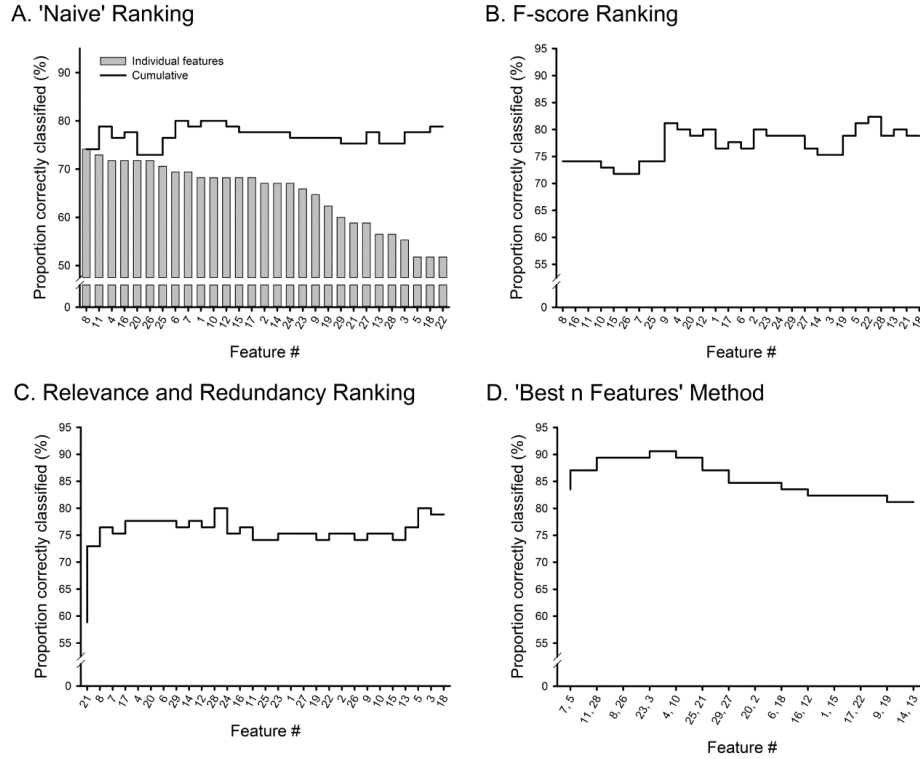 A. 'Naive' Ranking
Proportion correctly classified (%)
90
80
70
60
50
0
Individual features
Cumulative
8 11 4 16 20 26 25 6 7 1 10 12 15 17 2 14 24 23 9 19 29 21 27 13 28 3 5 18 22
Feature #
B. F-score Ranking
Proportion correctly classified (%)
95
90
85
80
75
70
65
60
55
0
8 16 11 10 15 26 7 25 9 4 20 12 1 17 6 2 23 24 29 27 14 3 19 5 22 28 13 21 18
Feature #
C. Relevance and Redundancy Ranking
Proportion correctly classified (%)
95
90
85
80
75
70
65
60
55
0
21 8 7 17 4 20 6 29 14 12 28 24 16 11 25 23 1 27 19 22 2 26 9 10 15 13 5 3 18
Feature #
D. 'Best n Features' Method
Proportion correctly classified (%)
95
90
85
80
75
70
65
60
55
0
7, 5 11, 28 8, 26 23, 3 4, 10 25, 21 29, 27 20, 2 6, 18 16, 12 1, 15 17, 22 9, 19 14, 13
Feature #